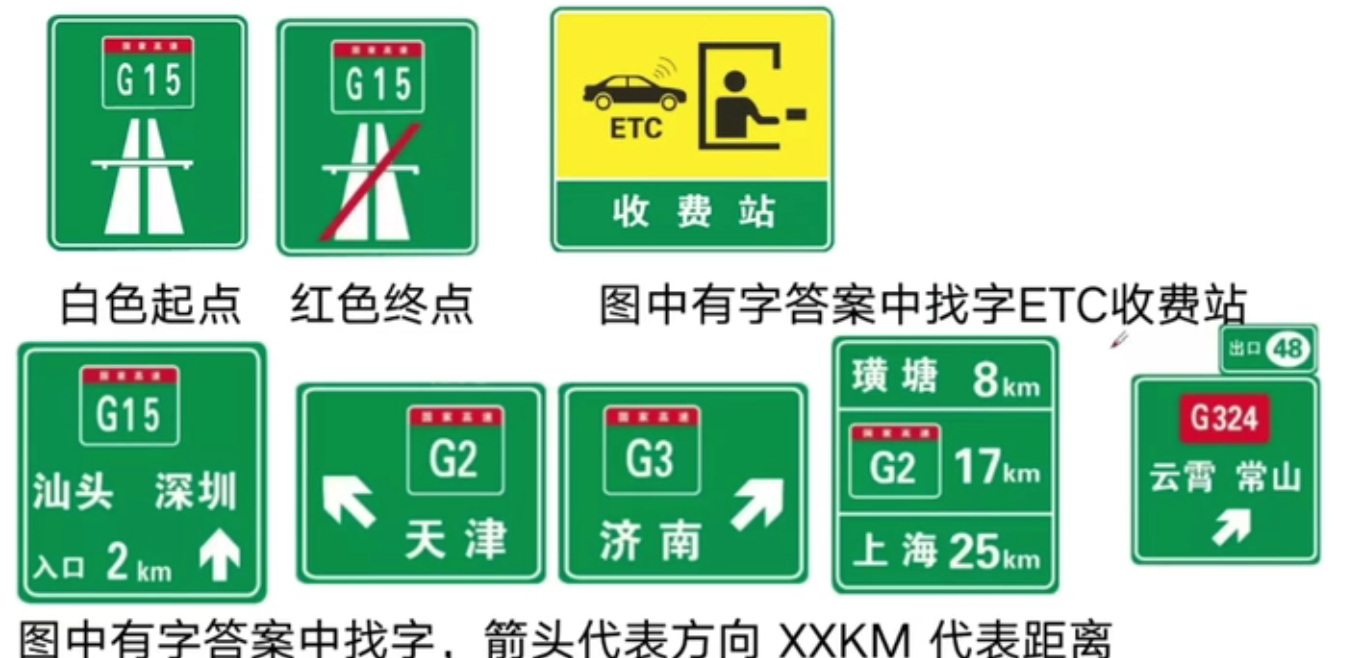 国家高速
G15
国家高速
G15
ETC
收费站
白色起点 红色终点 图中有字答案中找字ETC收费站
国家高速
G15
汕头 深圳
入口 2km
国家高速
G2
天津
国家高速
G3
济南
璜塘 8km
国家高速
G2 17km
上海 25km
出口 48
G324
云霄 常山
图中有字答案中找字，箭头代表方向 XXKM 代表距离